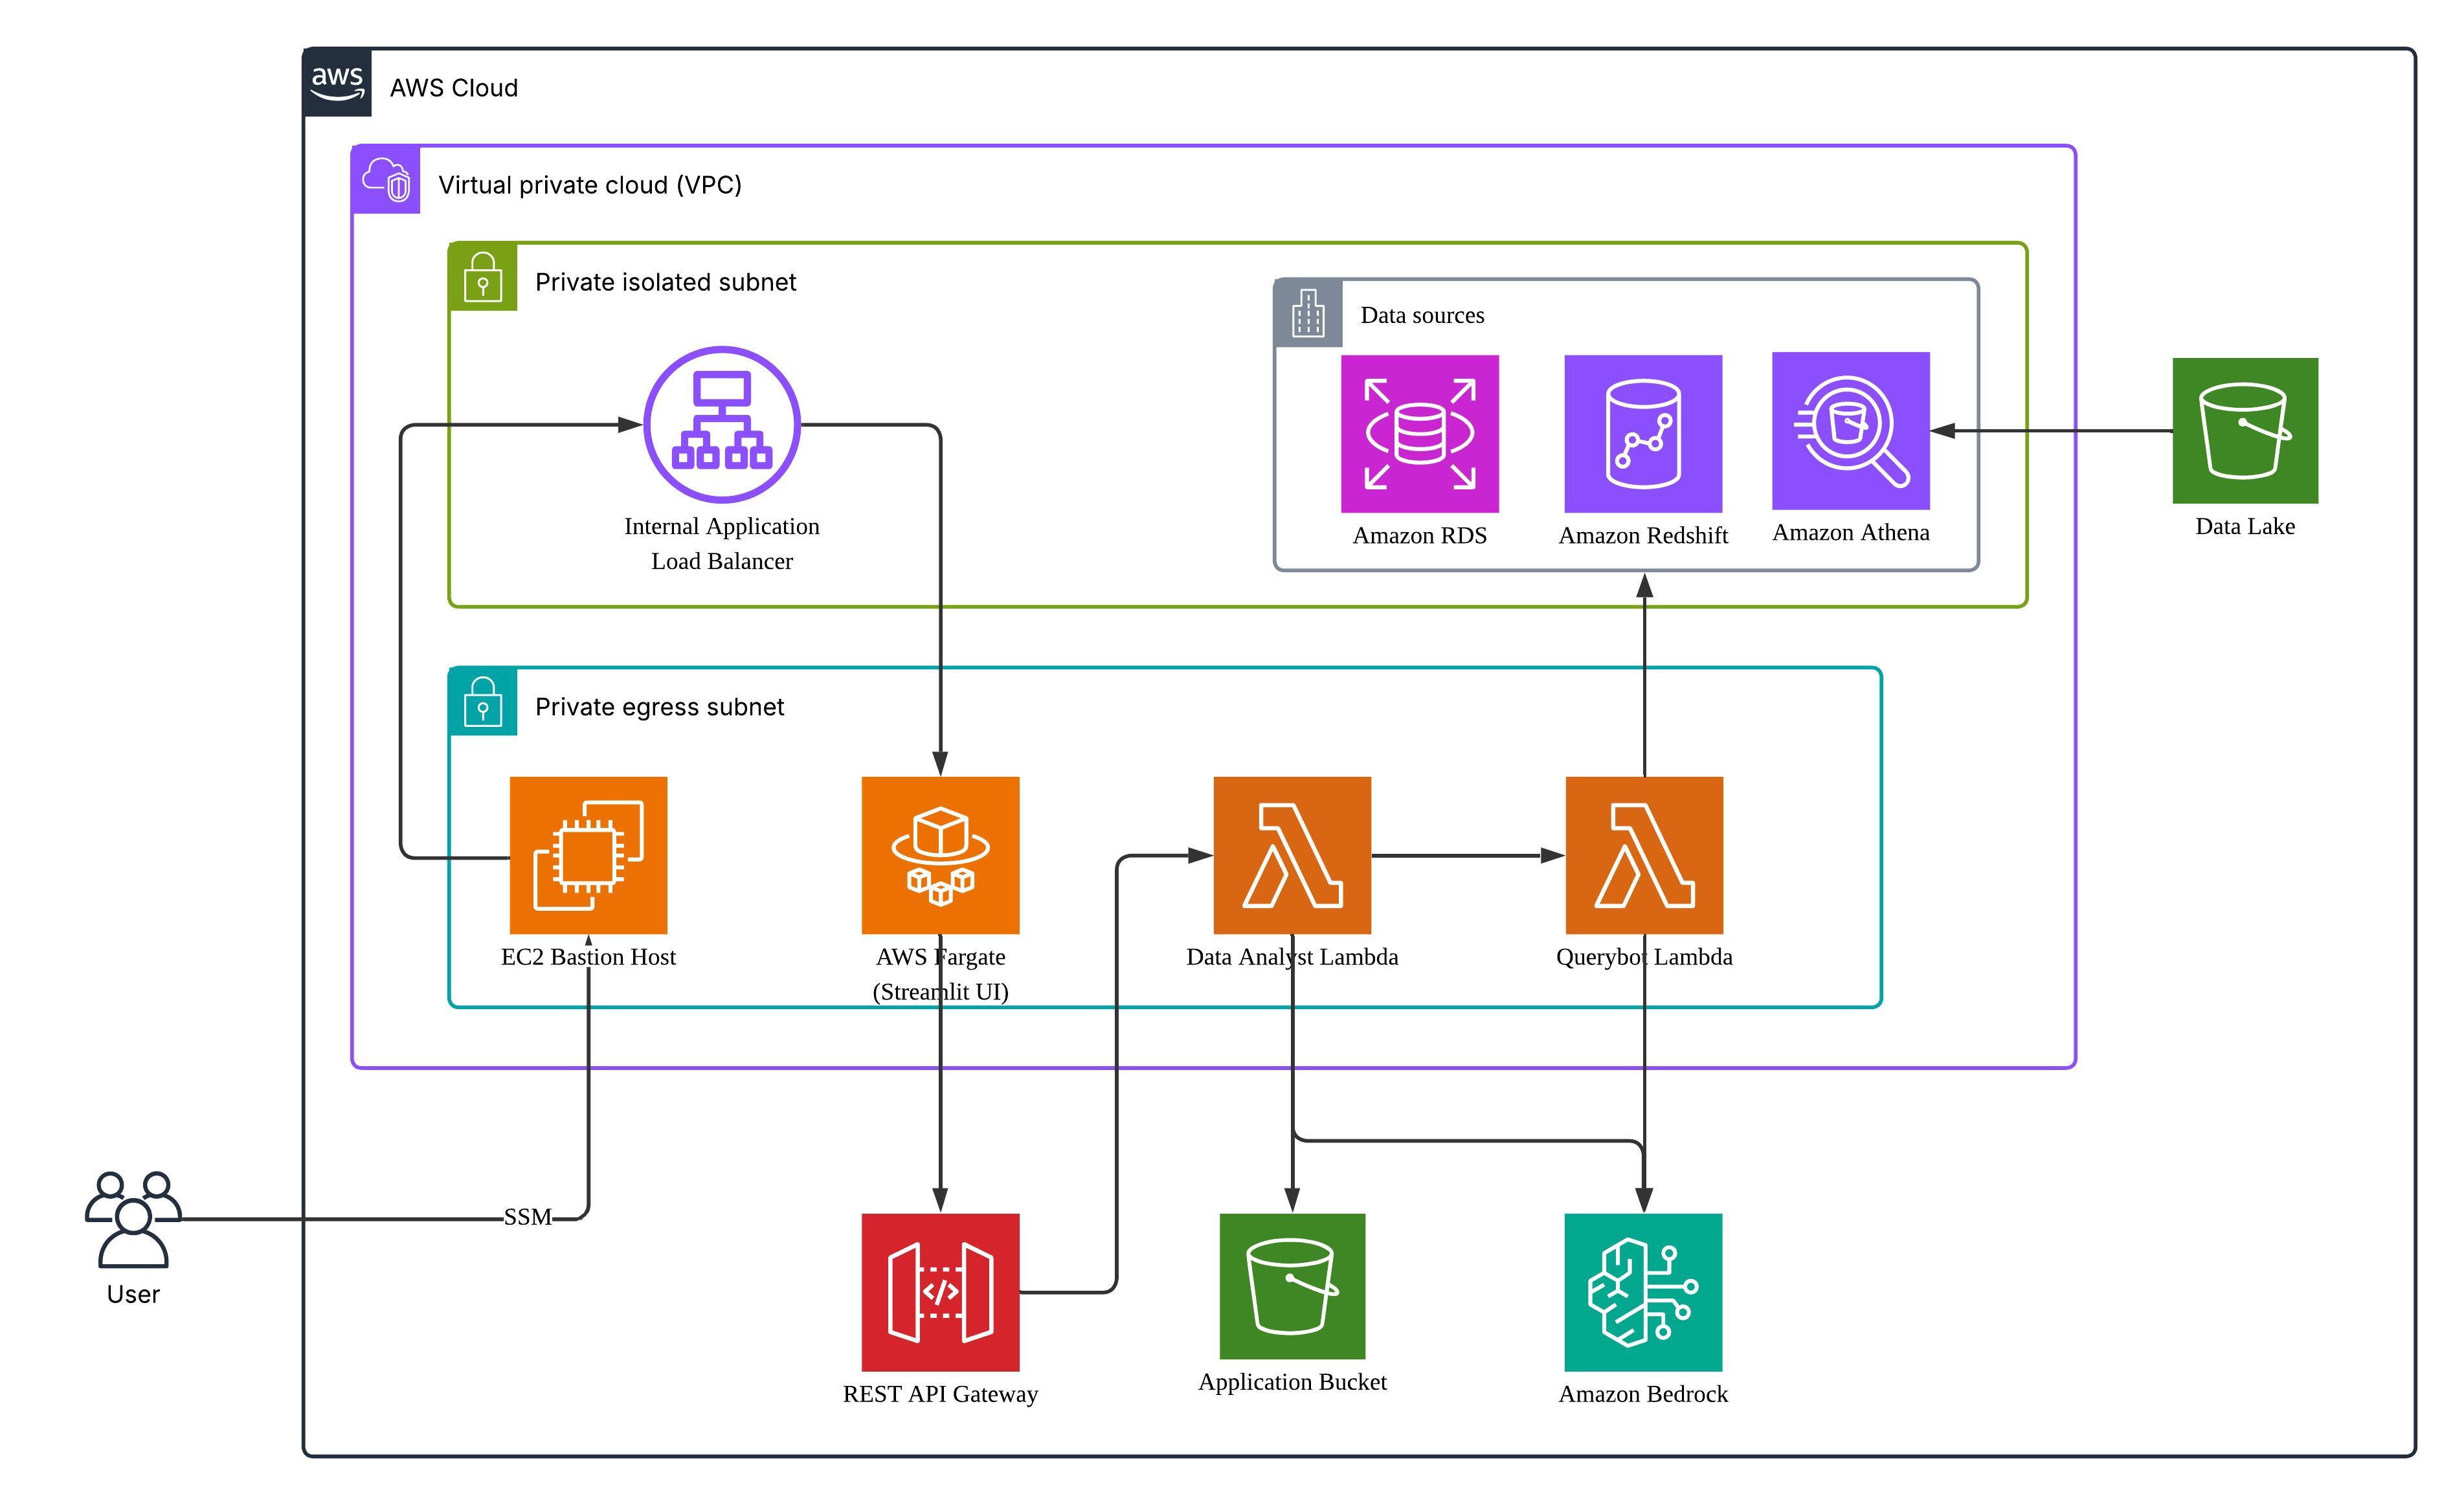 aws
AWS Cloud
Virtual private cloud (VPC)
Private isolated subnet
Data sources
Internal Application
Load Balancer
Amazon RDS
Amazon Redshift
Amazon Athena
Data Lake
Private egress subnet
EC2 Bastion Host
AWS Fargate
(Streamlit UI)
Data Analyst Lambda
Querybot Lambda
SSM
User
</>
REST API Gateway
Application Bucket
Amazon Bedrock